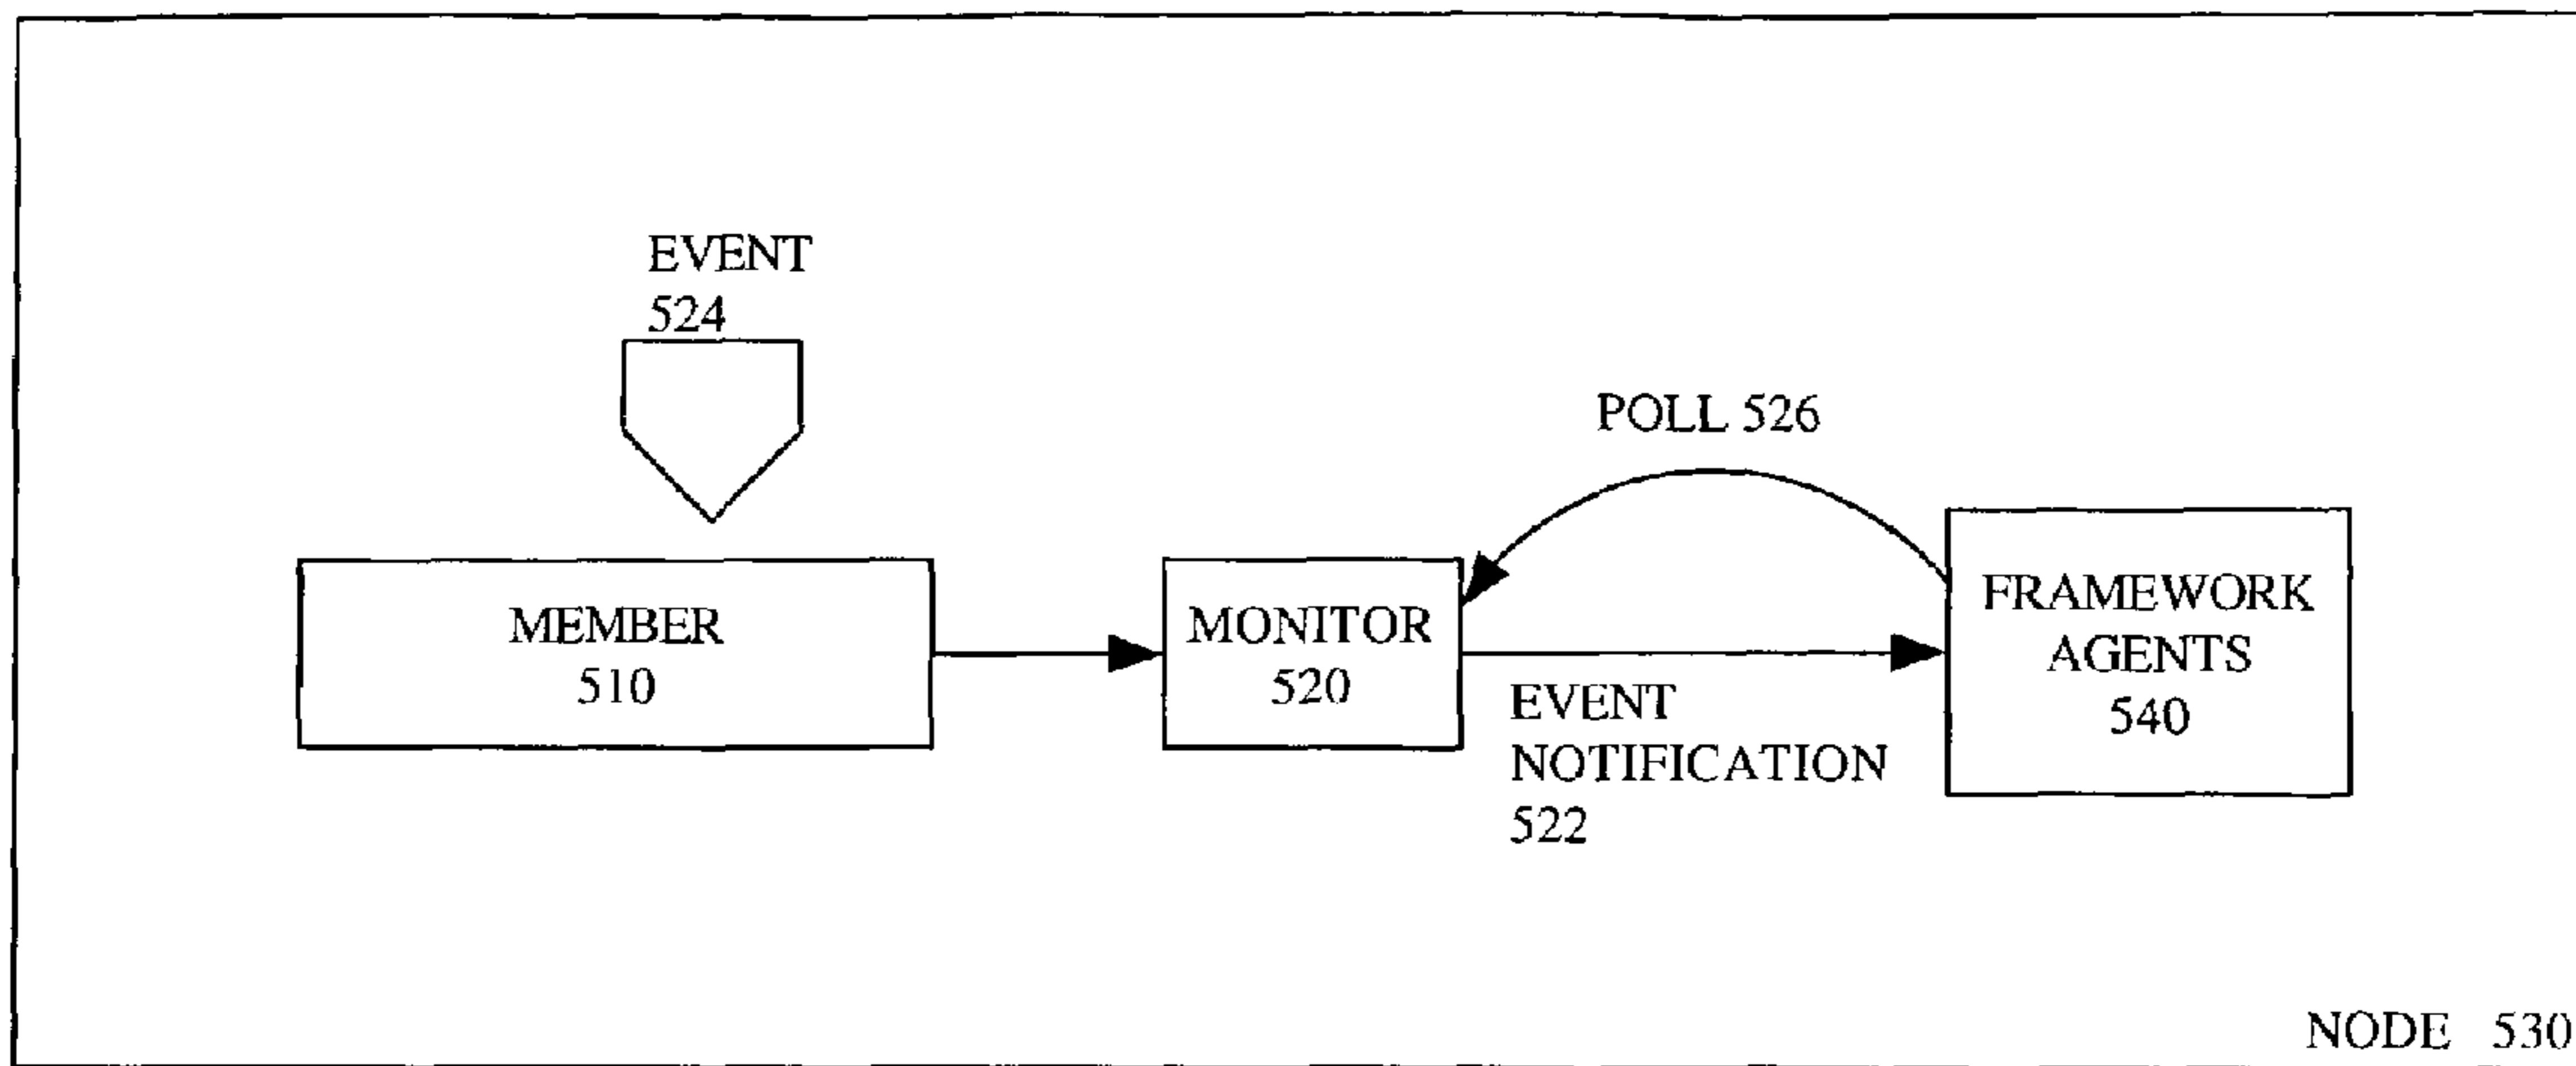 EVENT
524
POLL 526
MEMBER
510
MONITOR
520
EVENT
NOTIFICATION
522
FRAMEWORK
AGENTS
540
NODE 530